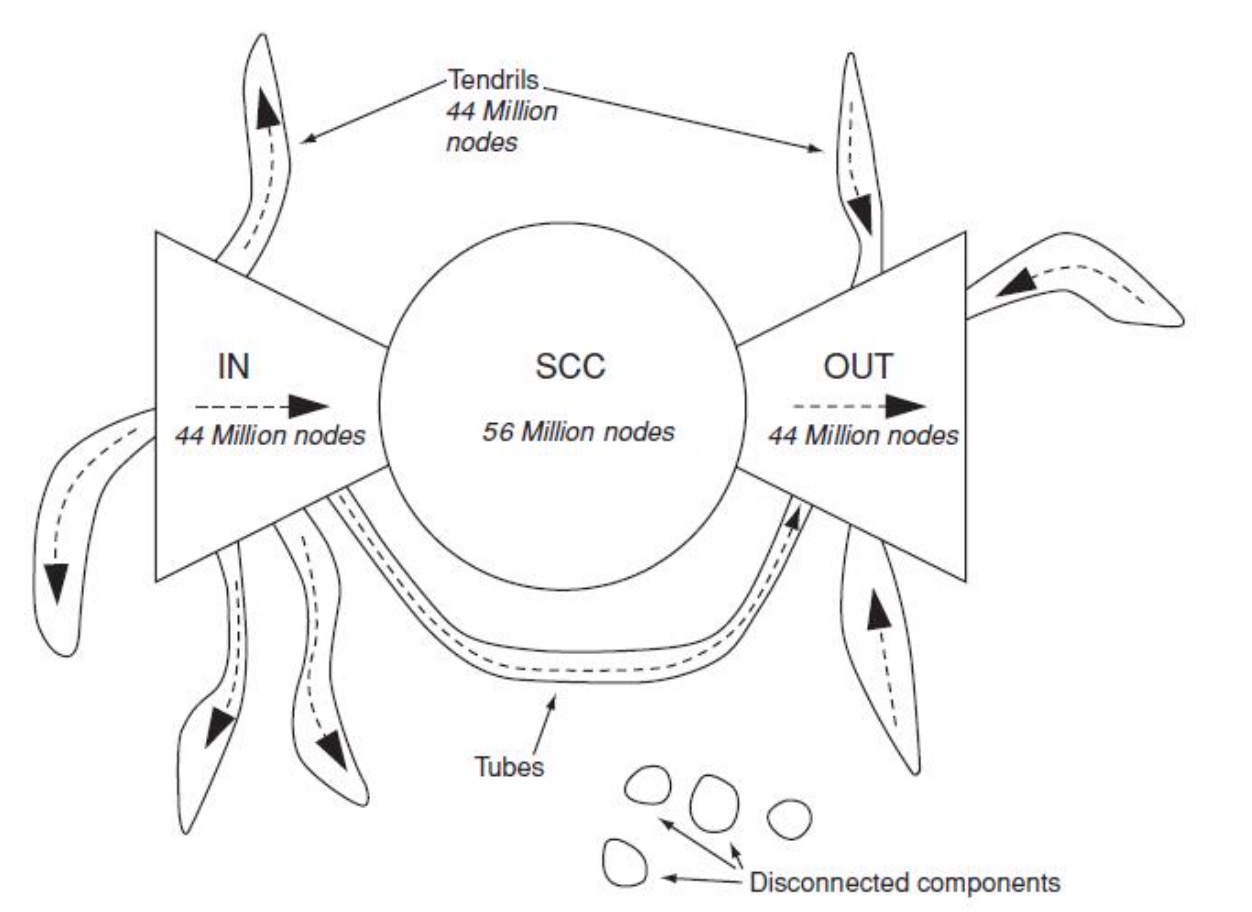 Tendrils
44 Million
nodes
IN
44 Million nodes
SCC
56 Million nodes
OUT
44 Million nodes
Tubes
Disconnected components